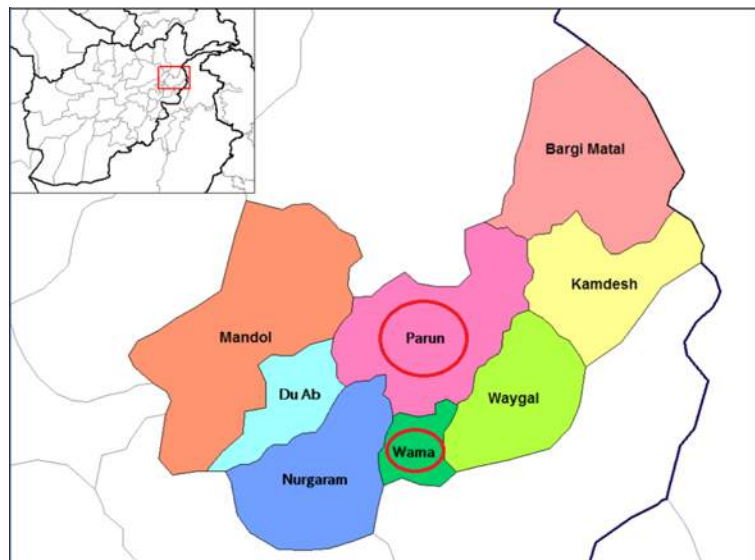 Bargi Matal
Kamdesh
Mandol
Parun
Du Ab
Waygal
Wama
Nurgaram